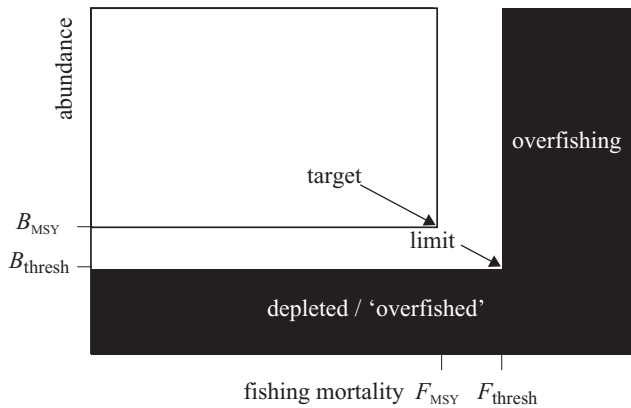 abundance
overfishing
target
B_MSY
limit
B_thresh
depleted / ‘overfished’
fishing mortality F_MSY F_thresh